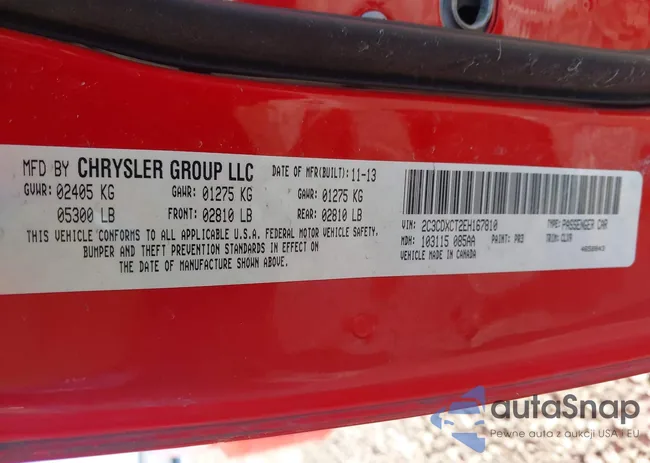 MFD BY CHRYSLER GROUP LLC DATE OF MFR(BUILT): 11-13
GVWR: 02405 KG GAWR: 01275 KG GAWR: 01275 KG
05300 LB FRONT: 02810 LB REAR: 02810 LB
THIS VEHICLE CONFORMS TO ALL APPLICABLE U.S.A. FEDERAL MOTOR VEHICLE SAFETY,
BUMPER AND THEFT PREVENTION STANDARDS IN EFFECT ON
THE DATE OF MANUFACTURE SHOWN ABOVE.
VIN: 2C3CDXCT2EH167810 TYPE: PASSENGER CAR
MDH: 103115 085AA PAINT: PR3 TRIM: CLX9
VEHICLE MADE IN CANADA
autaSnap
Pewne auta z aukcji USA i EU